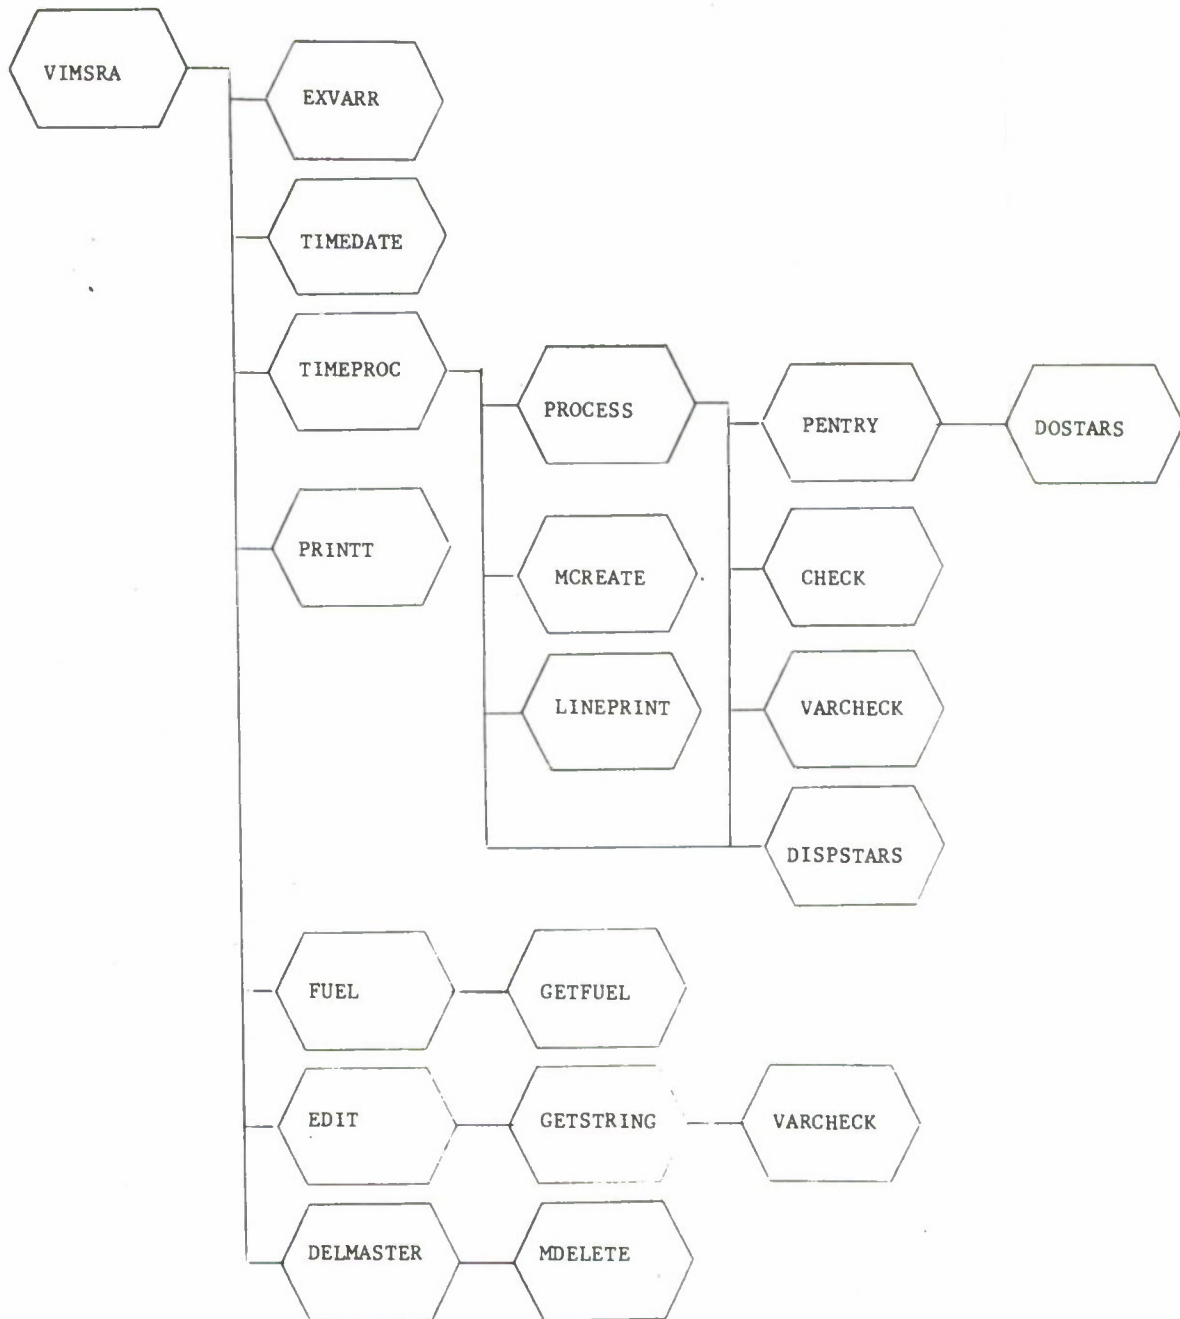 VIMSRA
EXVARR
TIMEDATE
TIMEPROC
PROCESS
PENTRY
DOSTARS
PRINTT
MCREATE
CHECK
LINEPRINT
VARCHECK
DISPSTARS
FUEL
GETFUEL
EDIT
GETSTRING
VARCHECK
DELMASTER
MDELETE